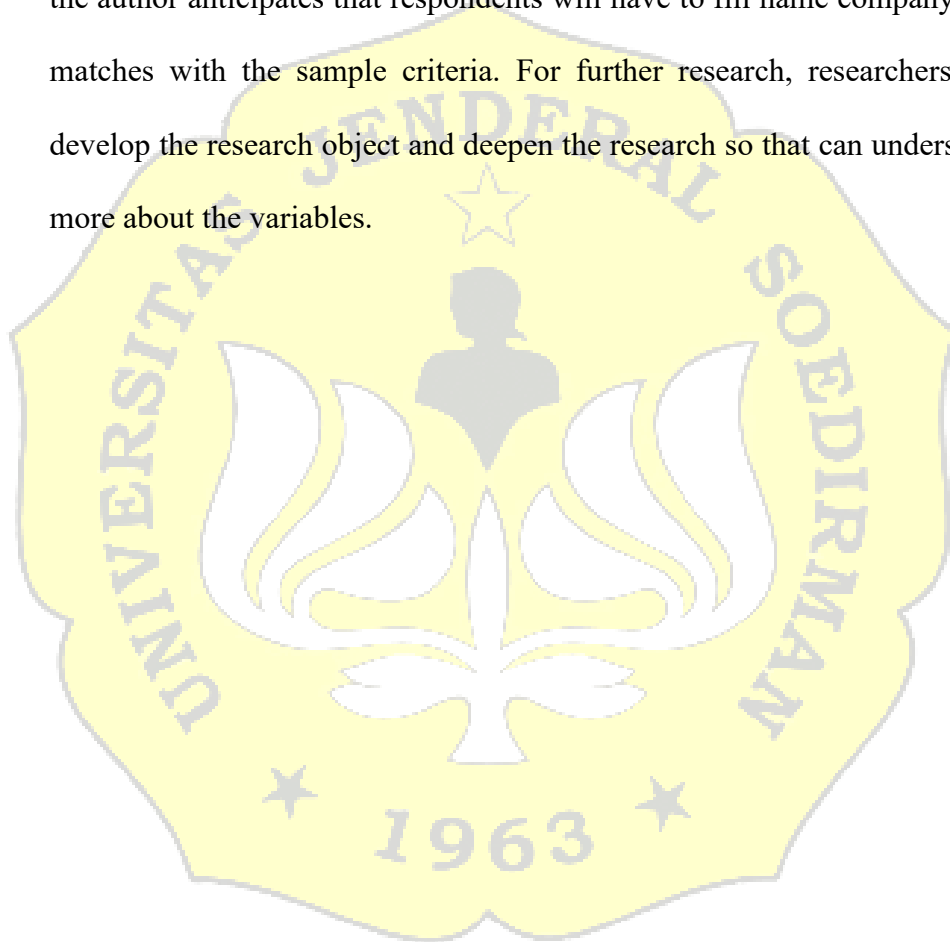 the author anticipates that respondents will have to fill name company
matches with the sample criteria. For further research, researchers
develop the research object and deepen the research so that can unders
more about the variables.
UNIVERSITAS JENDERAL SOEDIRMAN
1963